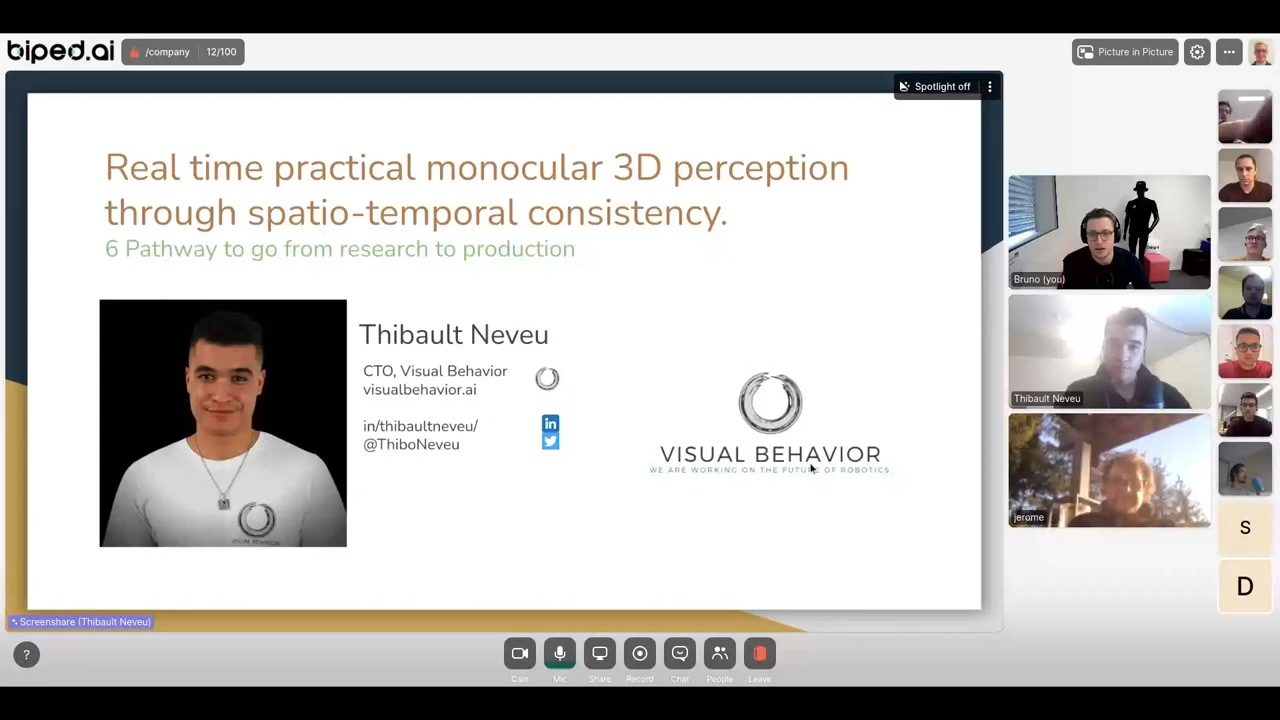 biped.ai
/company
12/100
Picture in Picture
Spotlight off
Real time practical monocular 3D perception
through spatio-temporal consistency.
6 Pathway to go from research to production
Thibault Neveu
CTO, Visual Behavior
visualbehavior.ai
in/thibaultneveu/
in
@ThiboNeveu
VISUAL BEHAVIOR
WE ARE WORKING ON THE FUTURE OF ROBOTICS
VISUAL BEHAVIOR
Bruno (you)
Thibault Neveu
jerome
S
D
Screenshare (Thibault Neveu)
?
Cam
Mic
Share
Record
Chat
People
Leave